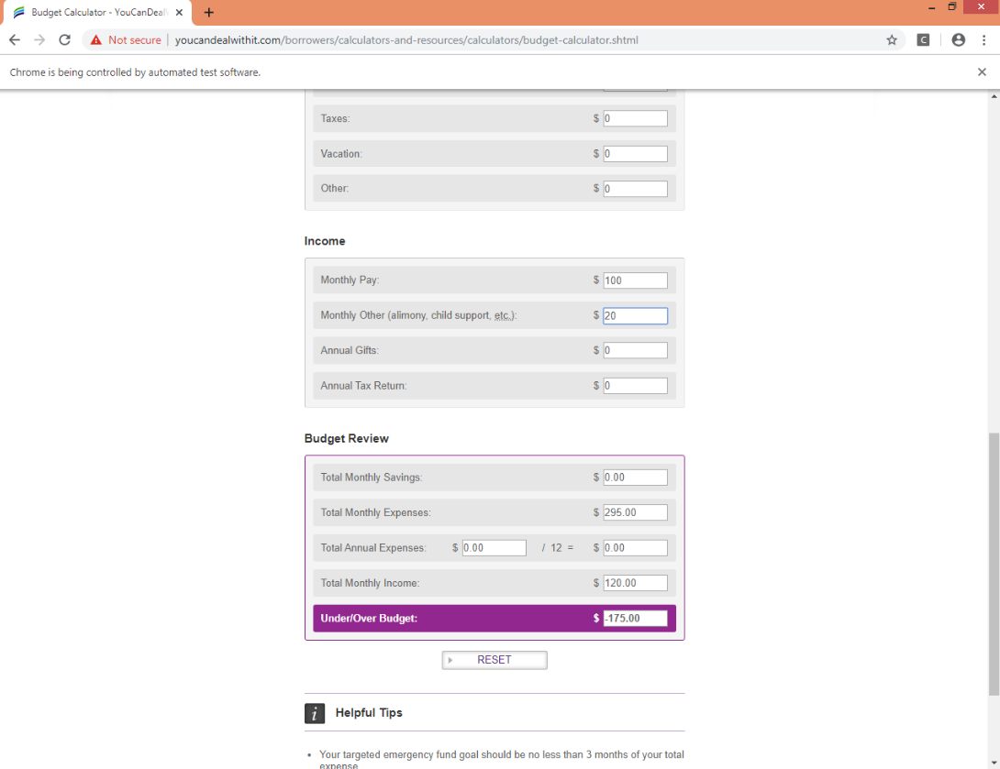 Budget Calculator - YouCanDeal
Not secure | youcandealwithit.com/borrowers/calculators-and-resources/calculators/budget-calculator.shtml
C
Chrome is being controlled by automated test software.
Taxes: $ 0
Vacation: $ 0
Other: $ 0
Income
Monthly Pay: $ 100
Monthly Other (alimony, child support, etc.): $ 20
Annual Gifts: $ 0
Annual Tax Return: $ 0
Budget Review
Total Monthly Savings: $ 0.00
Total Monthly Expenses: $ 295.00
Total Annual Expenses: $ 0.00 / 12 = $ 0.00
Total Monthly Income: $ 120.00
Under/Over Budget: $ -175.00
RESET
i Helpful Tips
• Your targeted emergency fund goal should be no less than 3 months of your total
expense